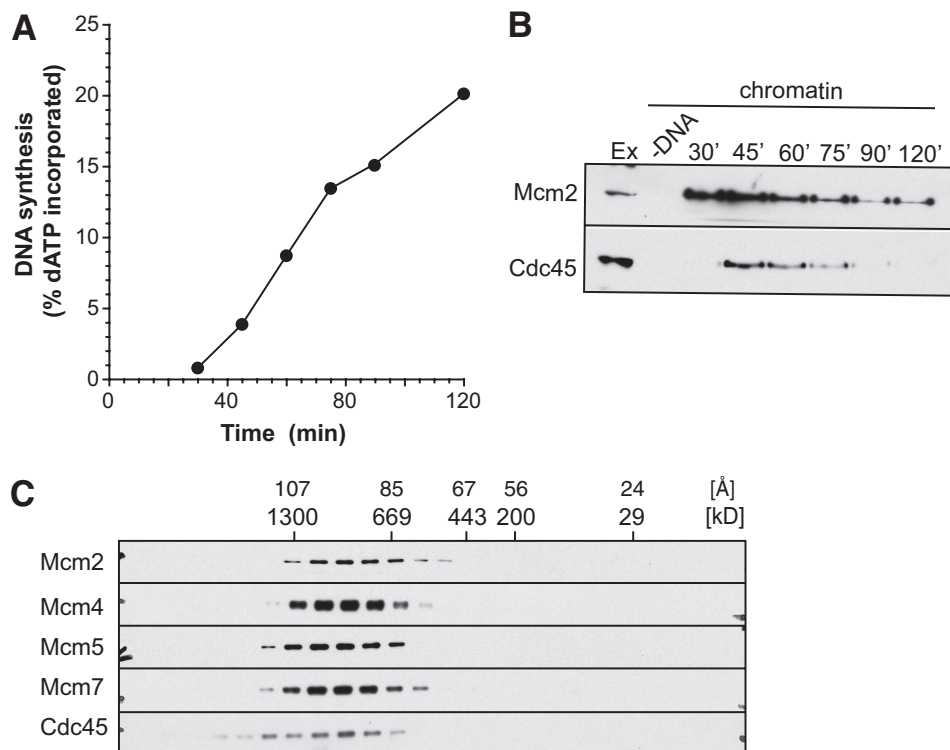 A
DNA synthesis
(% dATP incorporated)
25
20
15
10
5
0
0 40 80 120
Time (min)
B
chromatin
Ex -DNA 30' 45' 60' 75' 90' 120'
Mcm2
Cdc45
C
107 85 67 56 24 [Å]
1300 669 443 200 29 [kD]
Mcm2
Mcm4
Mcm5
Mcm7
Cdc45